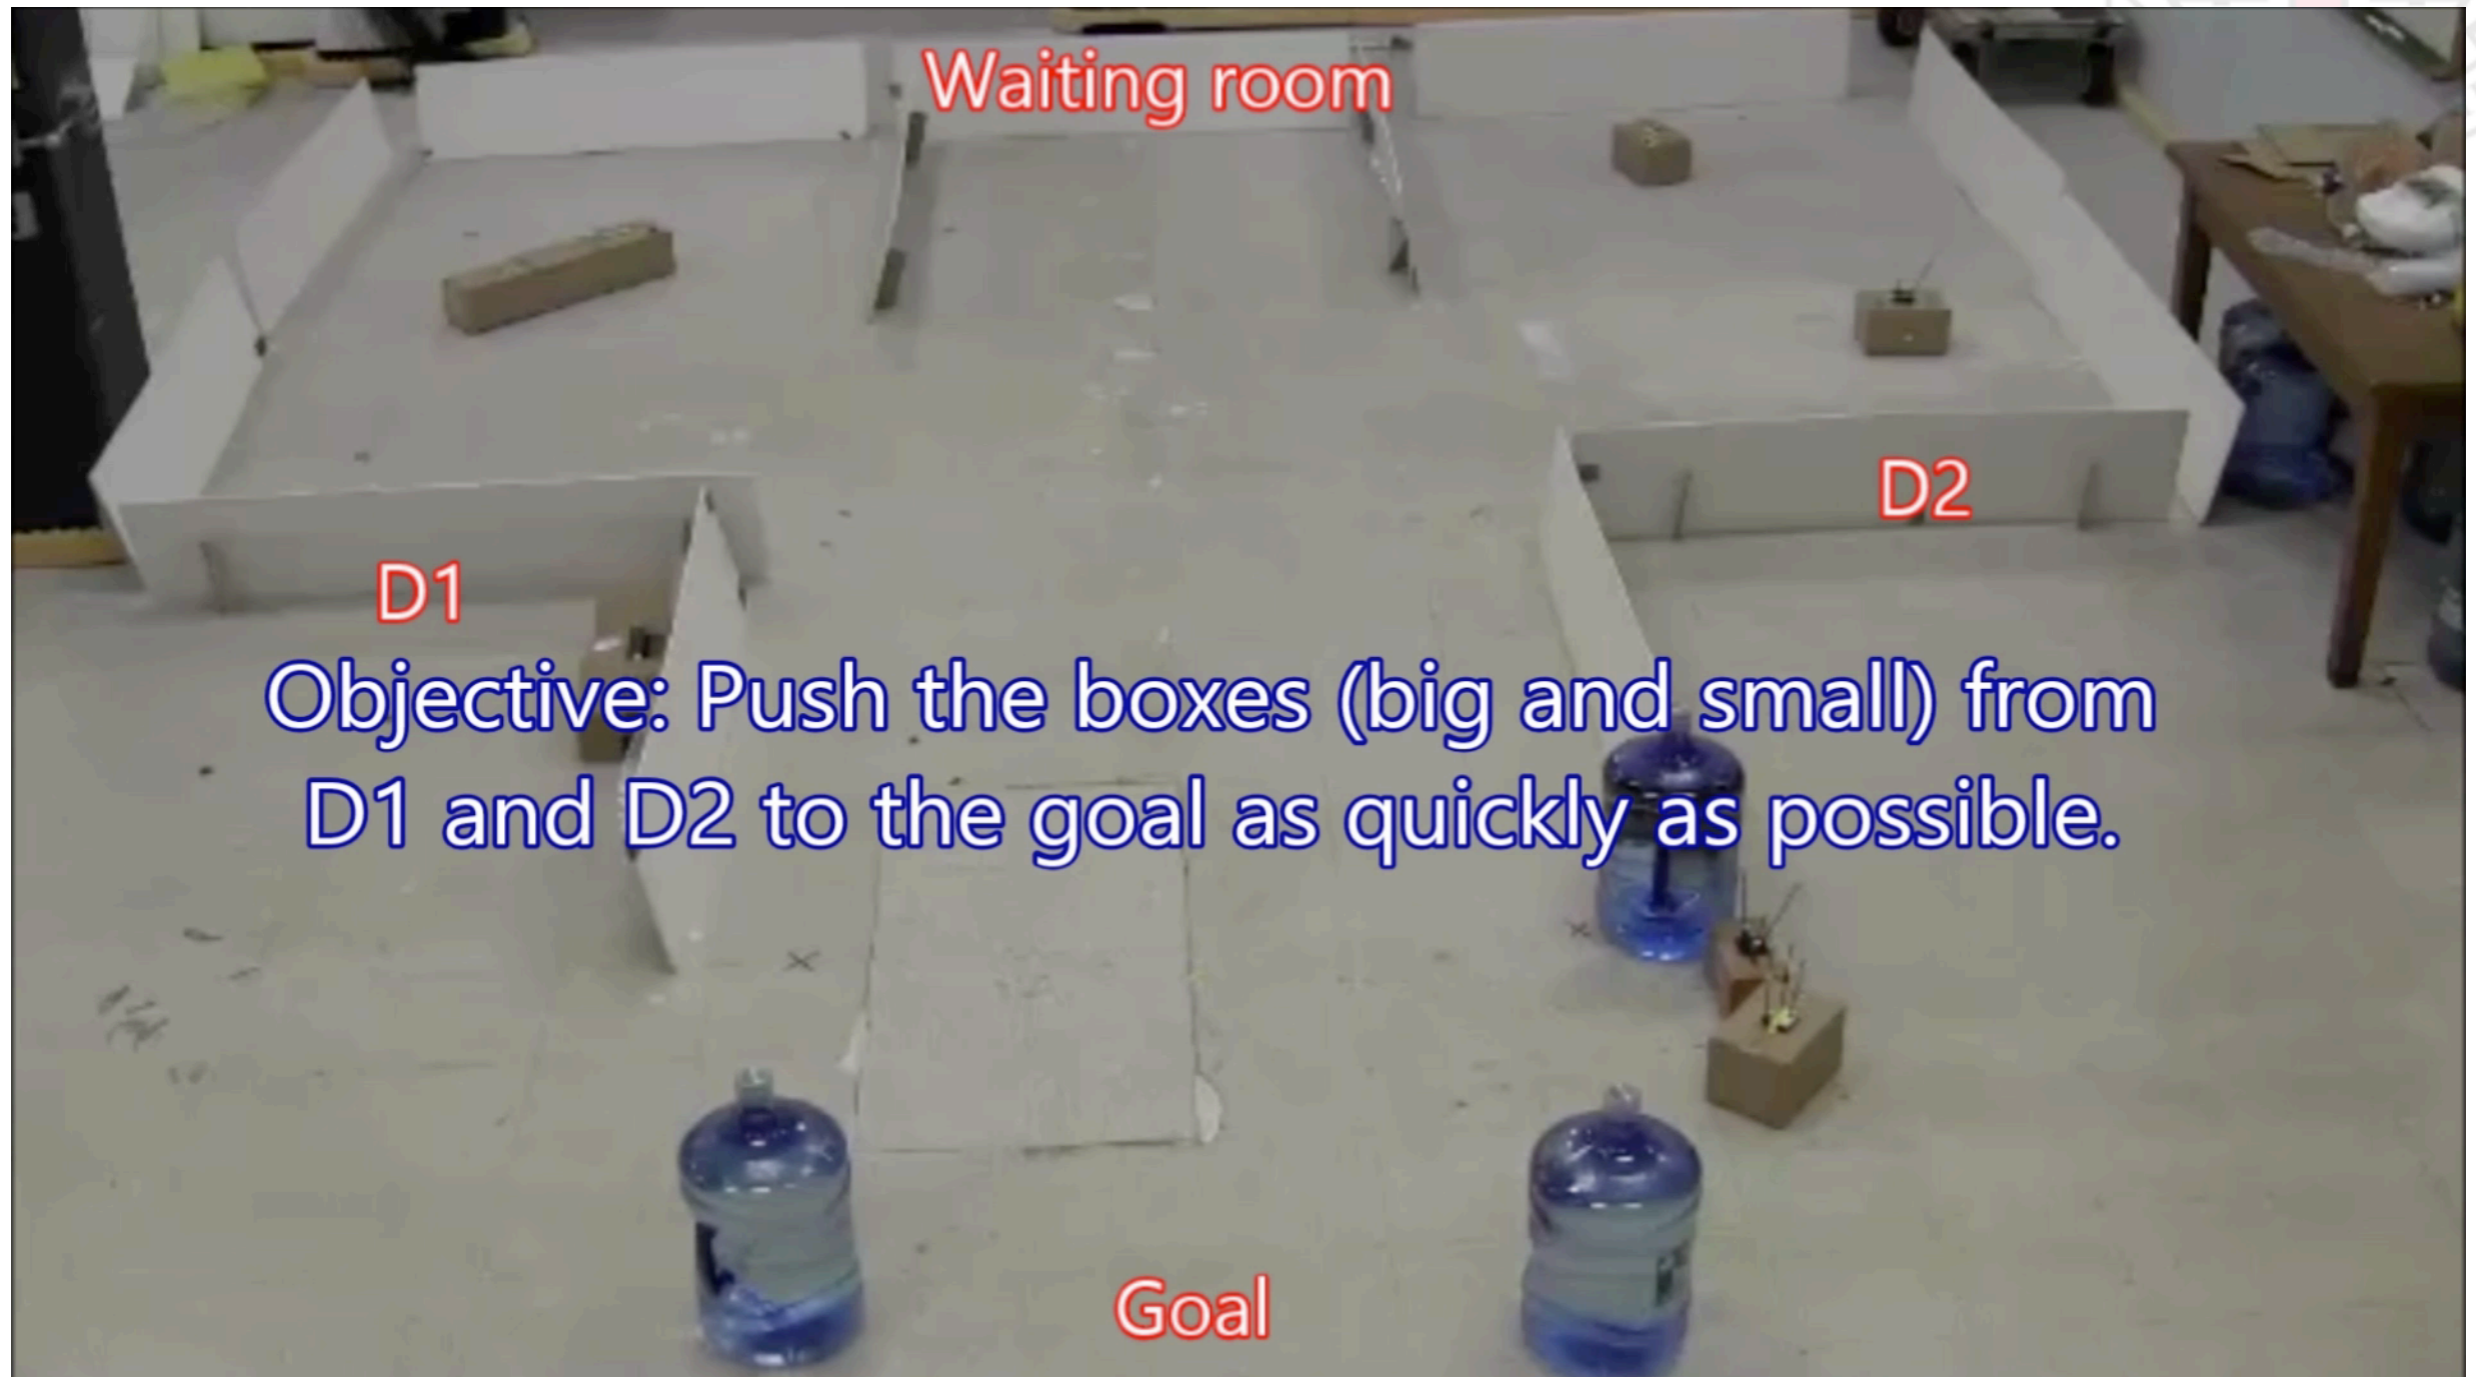 Waiting room
D2
D1
Objective: Push the boxes (big and small) from
D1 and D2 to the goal as quickly as possible.
Goal